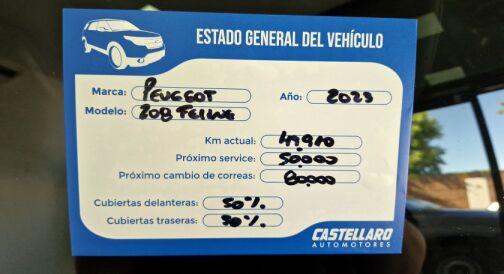 ESTADO GENERAL DEL VEHÍCULO
Marca: PEUGEOT Año: 2023
Modelo: 208 FELINE
Km actual: 49,910
Próximo service: 50,000
Próximo cambio de correas: 80,000
Cubiertas delanteras: 50%
Cubiertas traseras: 50%
CASTELLARO
AUTOMOTORES